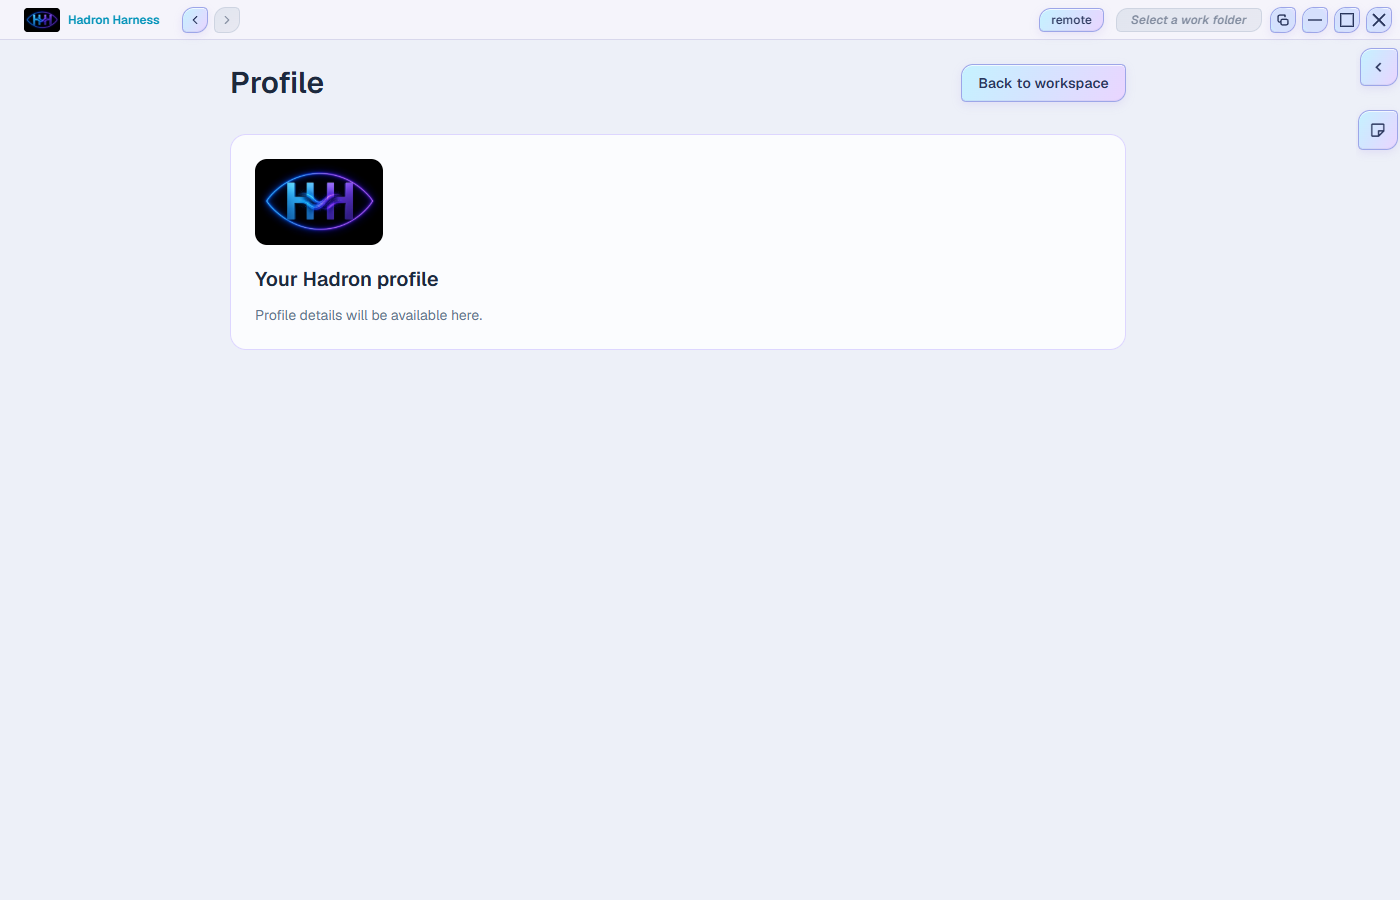 Hadron Harness
remote
Select a work folder
Profile
Back to workspace
HH
Your Hadron profile
Profile details will be available here.